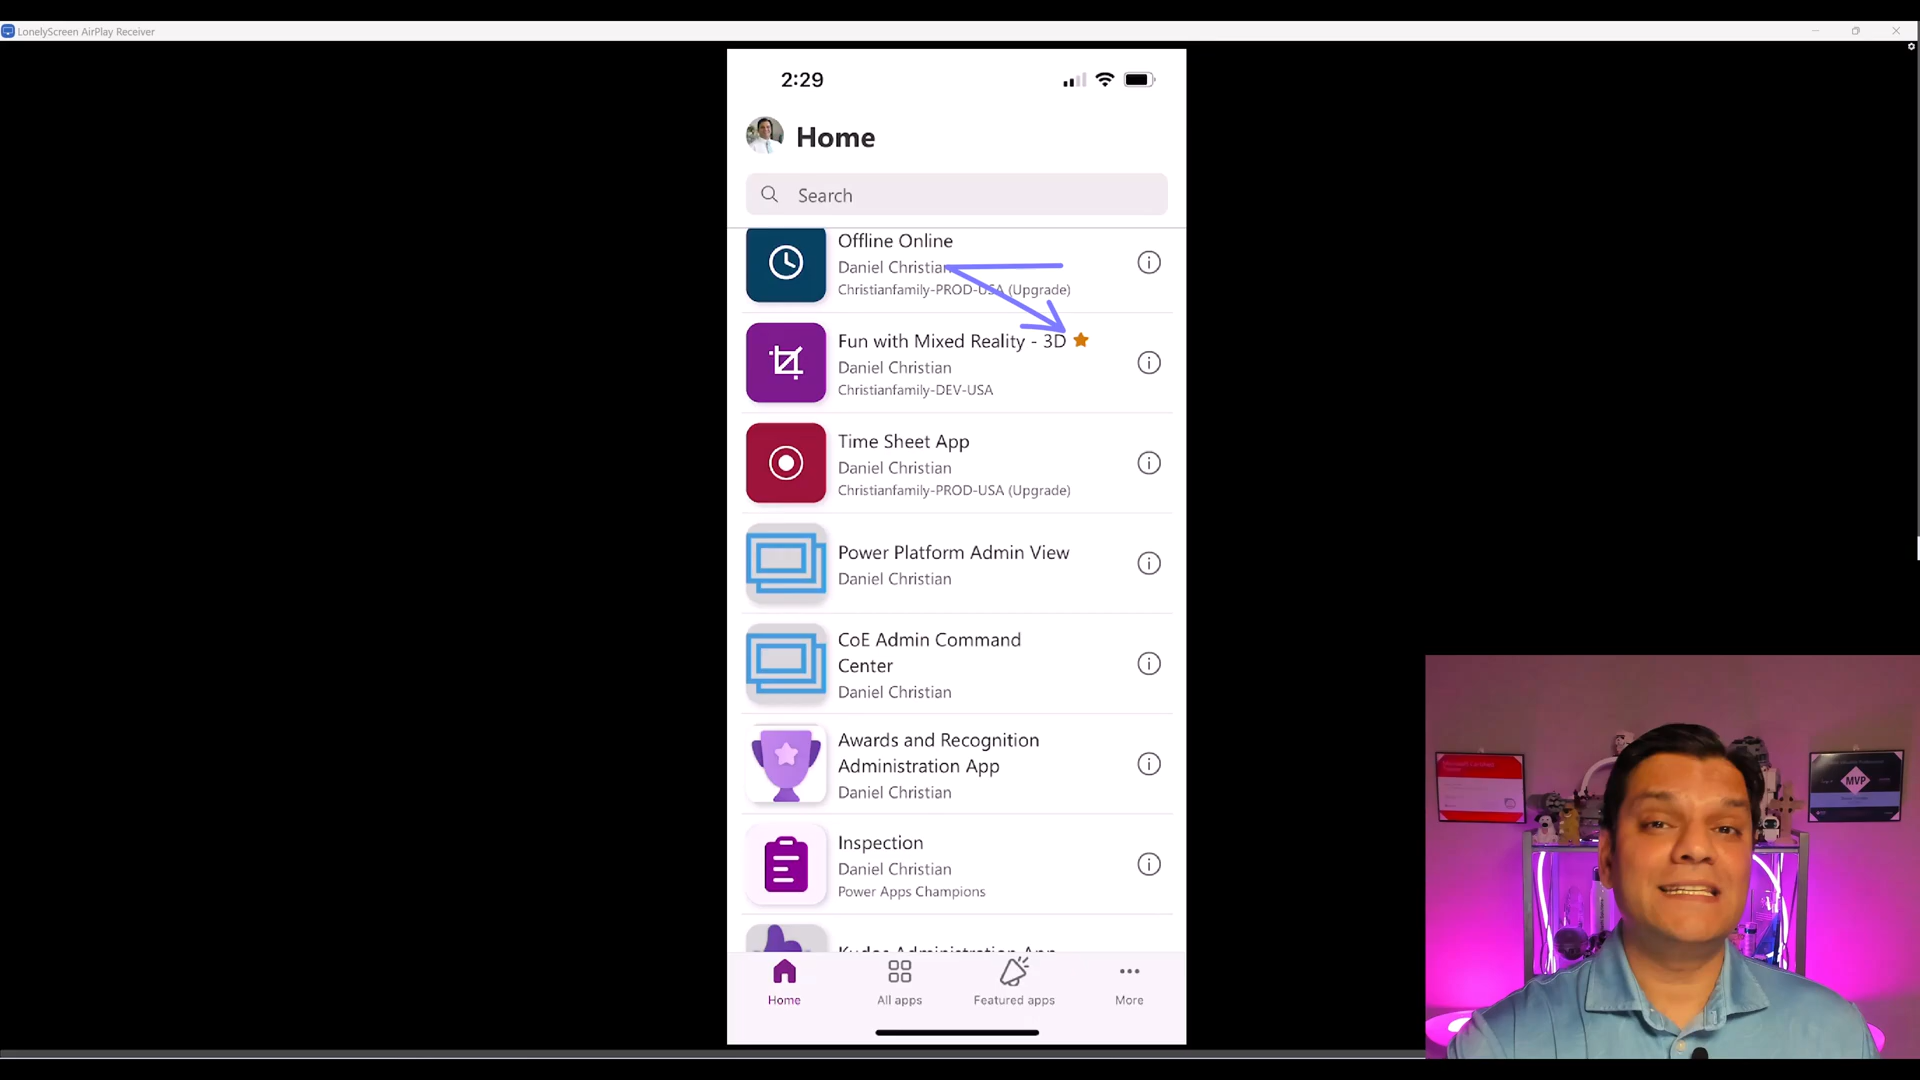 LonelyScreen AirPlay Receiver
2:29
Home
Search
Offline Online
Daniel Christian
Christianfamily-PROD-USA (Upgrade)
Fun with Mixed Reality - 3D
Daniel Christian
Christianfamily-DEV-USA
Time Sheet App
Daniel Christian
Christianfamily-PROD-USA (Upgrade)
Power Platform Admin View
Daniel Christian
CoE Admin Command
Center
Daniel Christian
Awards and Recognition
Administration App
Daniel Christian
Inspection
Daniel Christian
Power Apps Champions
Kudos Administration App
Home
All apps
Featured apps
More
MVP